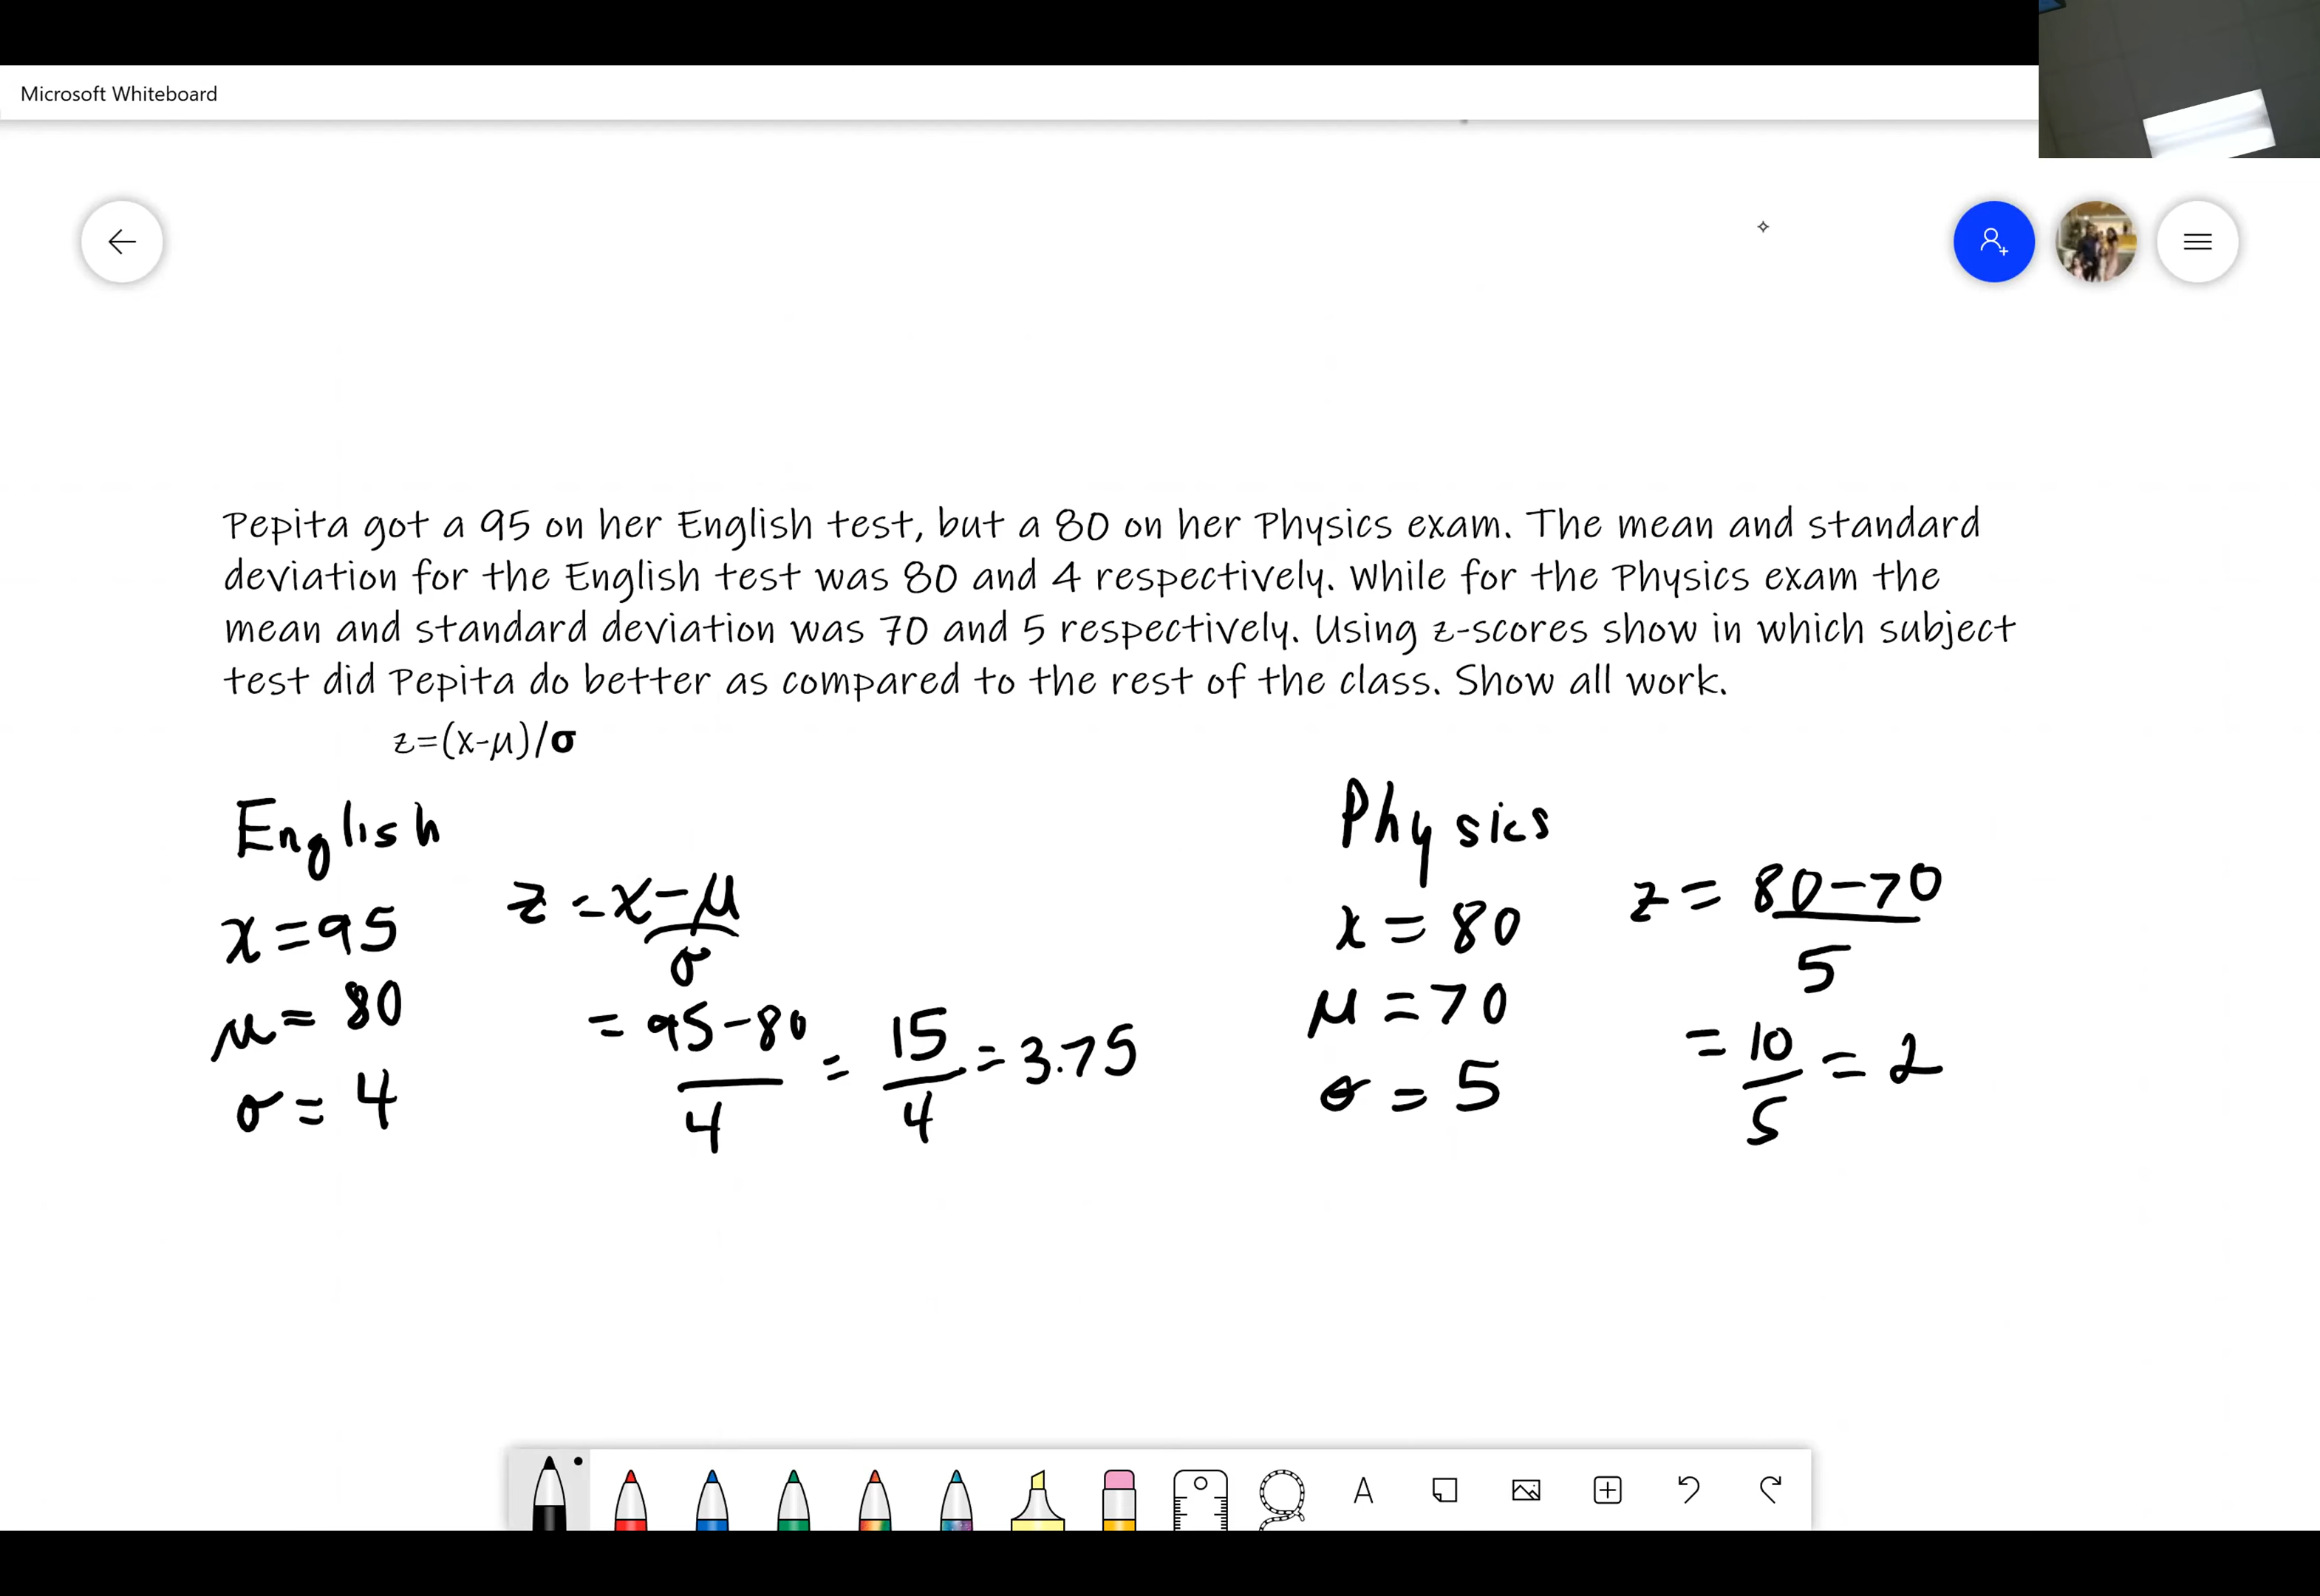 Microsoft Whiteboard
Pepita got a 95 on her English test, but a 80 on her Physics exam. The mean and standard
deviation for the English test was 80 and 4 respectively. While for the Physics exam the
mean and standard deviation was 70 and 5 respectively. Using z-scores show in which subject
test did Pepita do better as compared to the rest of the class. Show all work.
z=(x-μ)/σ
English
x=95
μ=80
σ=4
z=x-μ
σ
=95-80
4
=15
4
=3.75
Physics
x=80
μ=70
σ=5
z=80-70
5
=10
5
=2
A